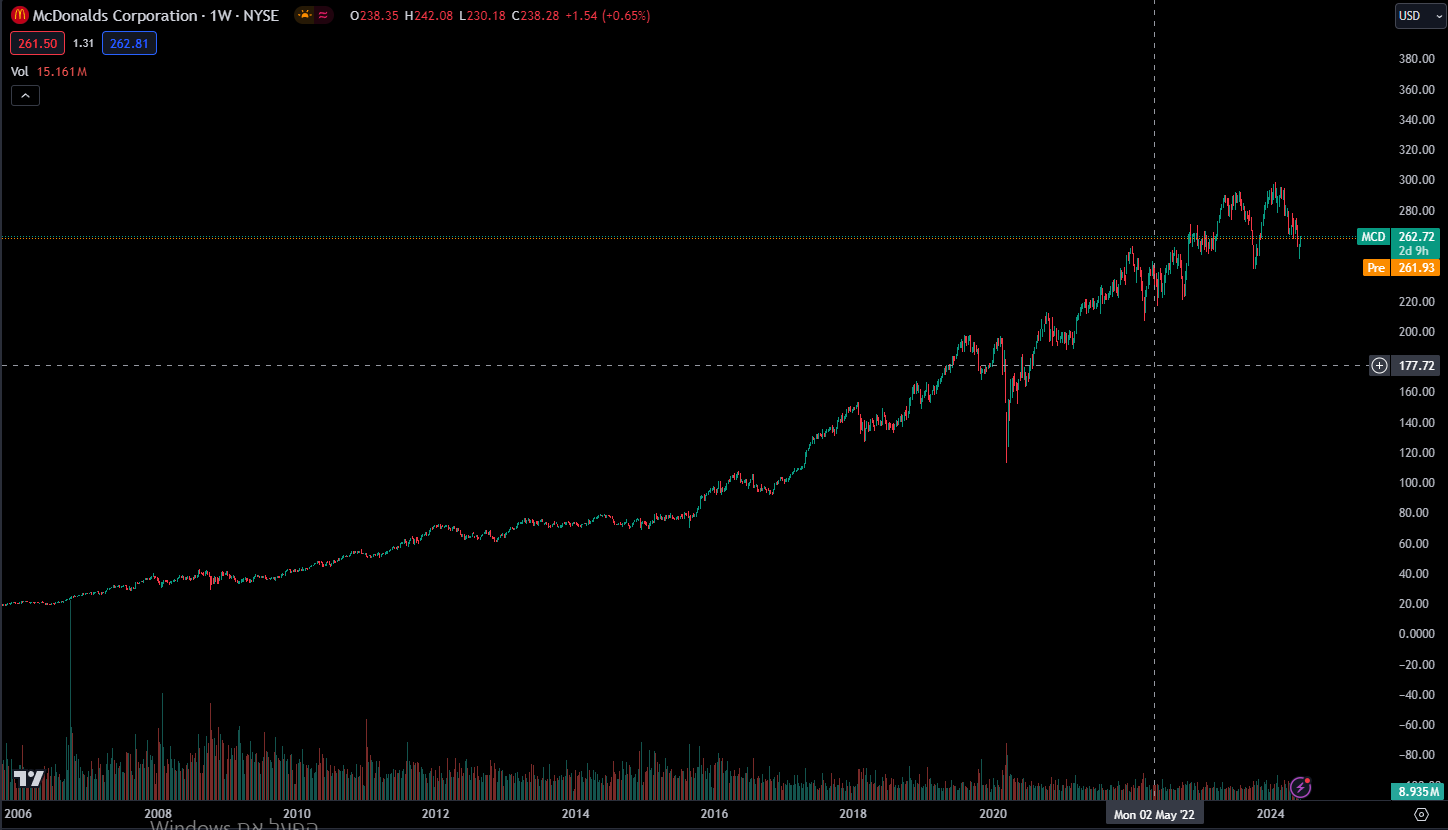 McDonalds Corporation · 1W · NYSE O238.35 H242.08 L230.18 C238.28 +1.54 (+0.65%)
USD
261.50 1.31 262.81
Vol 15.161M
380.00
360.00
340.00
320.00
300.00
280.00
MCD 262.72
2d 9h
Pre 261.93
220.00
200.00
177.72
160.00
140.00
120.00
100.00
80.00
60.00
40.00
20.00
0.0000
−20.00
−40.00
−60.00
−80.00
8.935M
2006 2008 2010 2012 2014 2016 2018 2020 Mon 02 May '22 2024
הפעל את Windows